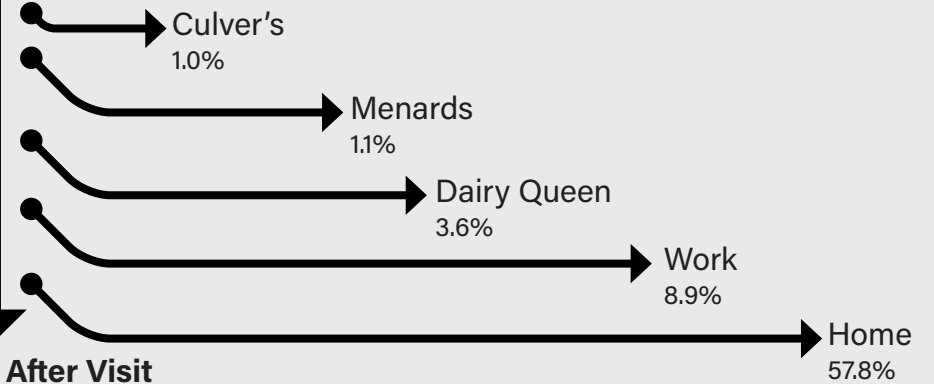 Culver’s
1.0%
Menards
1.1%
Dairy Queen
3.6%
Work
8.9%
Home
57.8%
After Visit